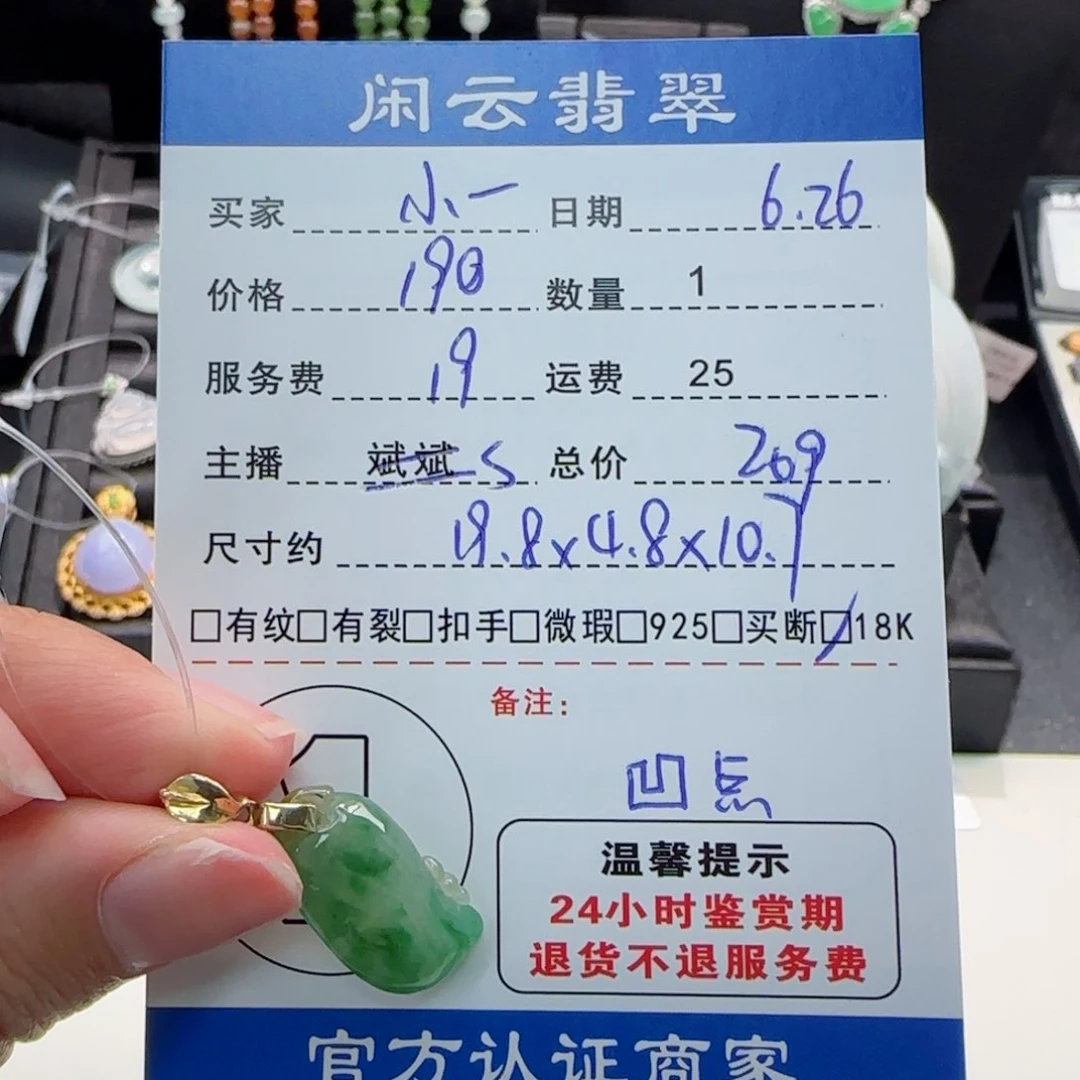 闲云翡翠
买家 小一 日期 6.26
价格 190 数量 1
服务费 19 运费 25
主播 斌斌 S 总价 269
尺寸约 19.8x4.8x10.7
□有纹□有裂□扣手□微瑕□925□买断☑18K
备注：
1
凹点
温馨提示
24小时鉴赏期
退货不退服务费
官方认证商家